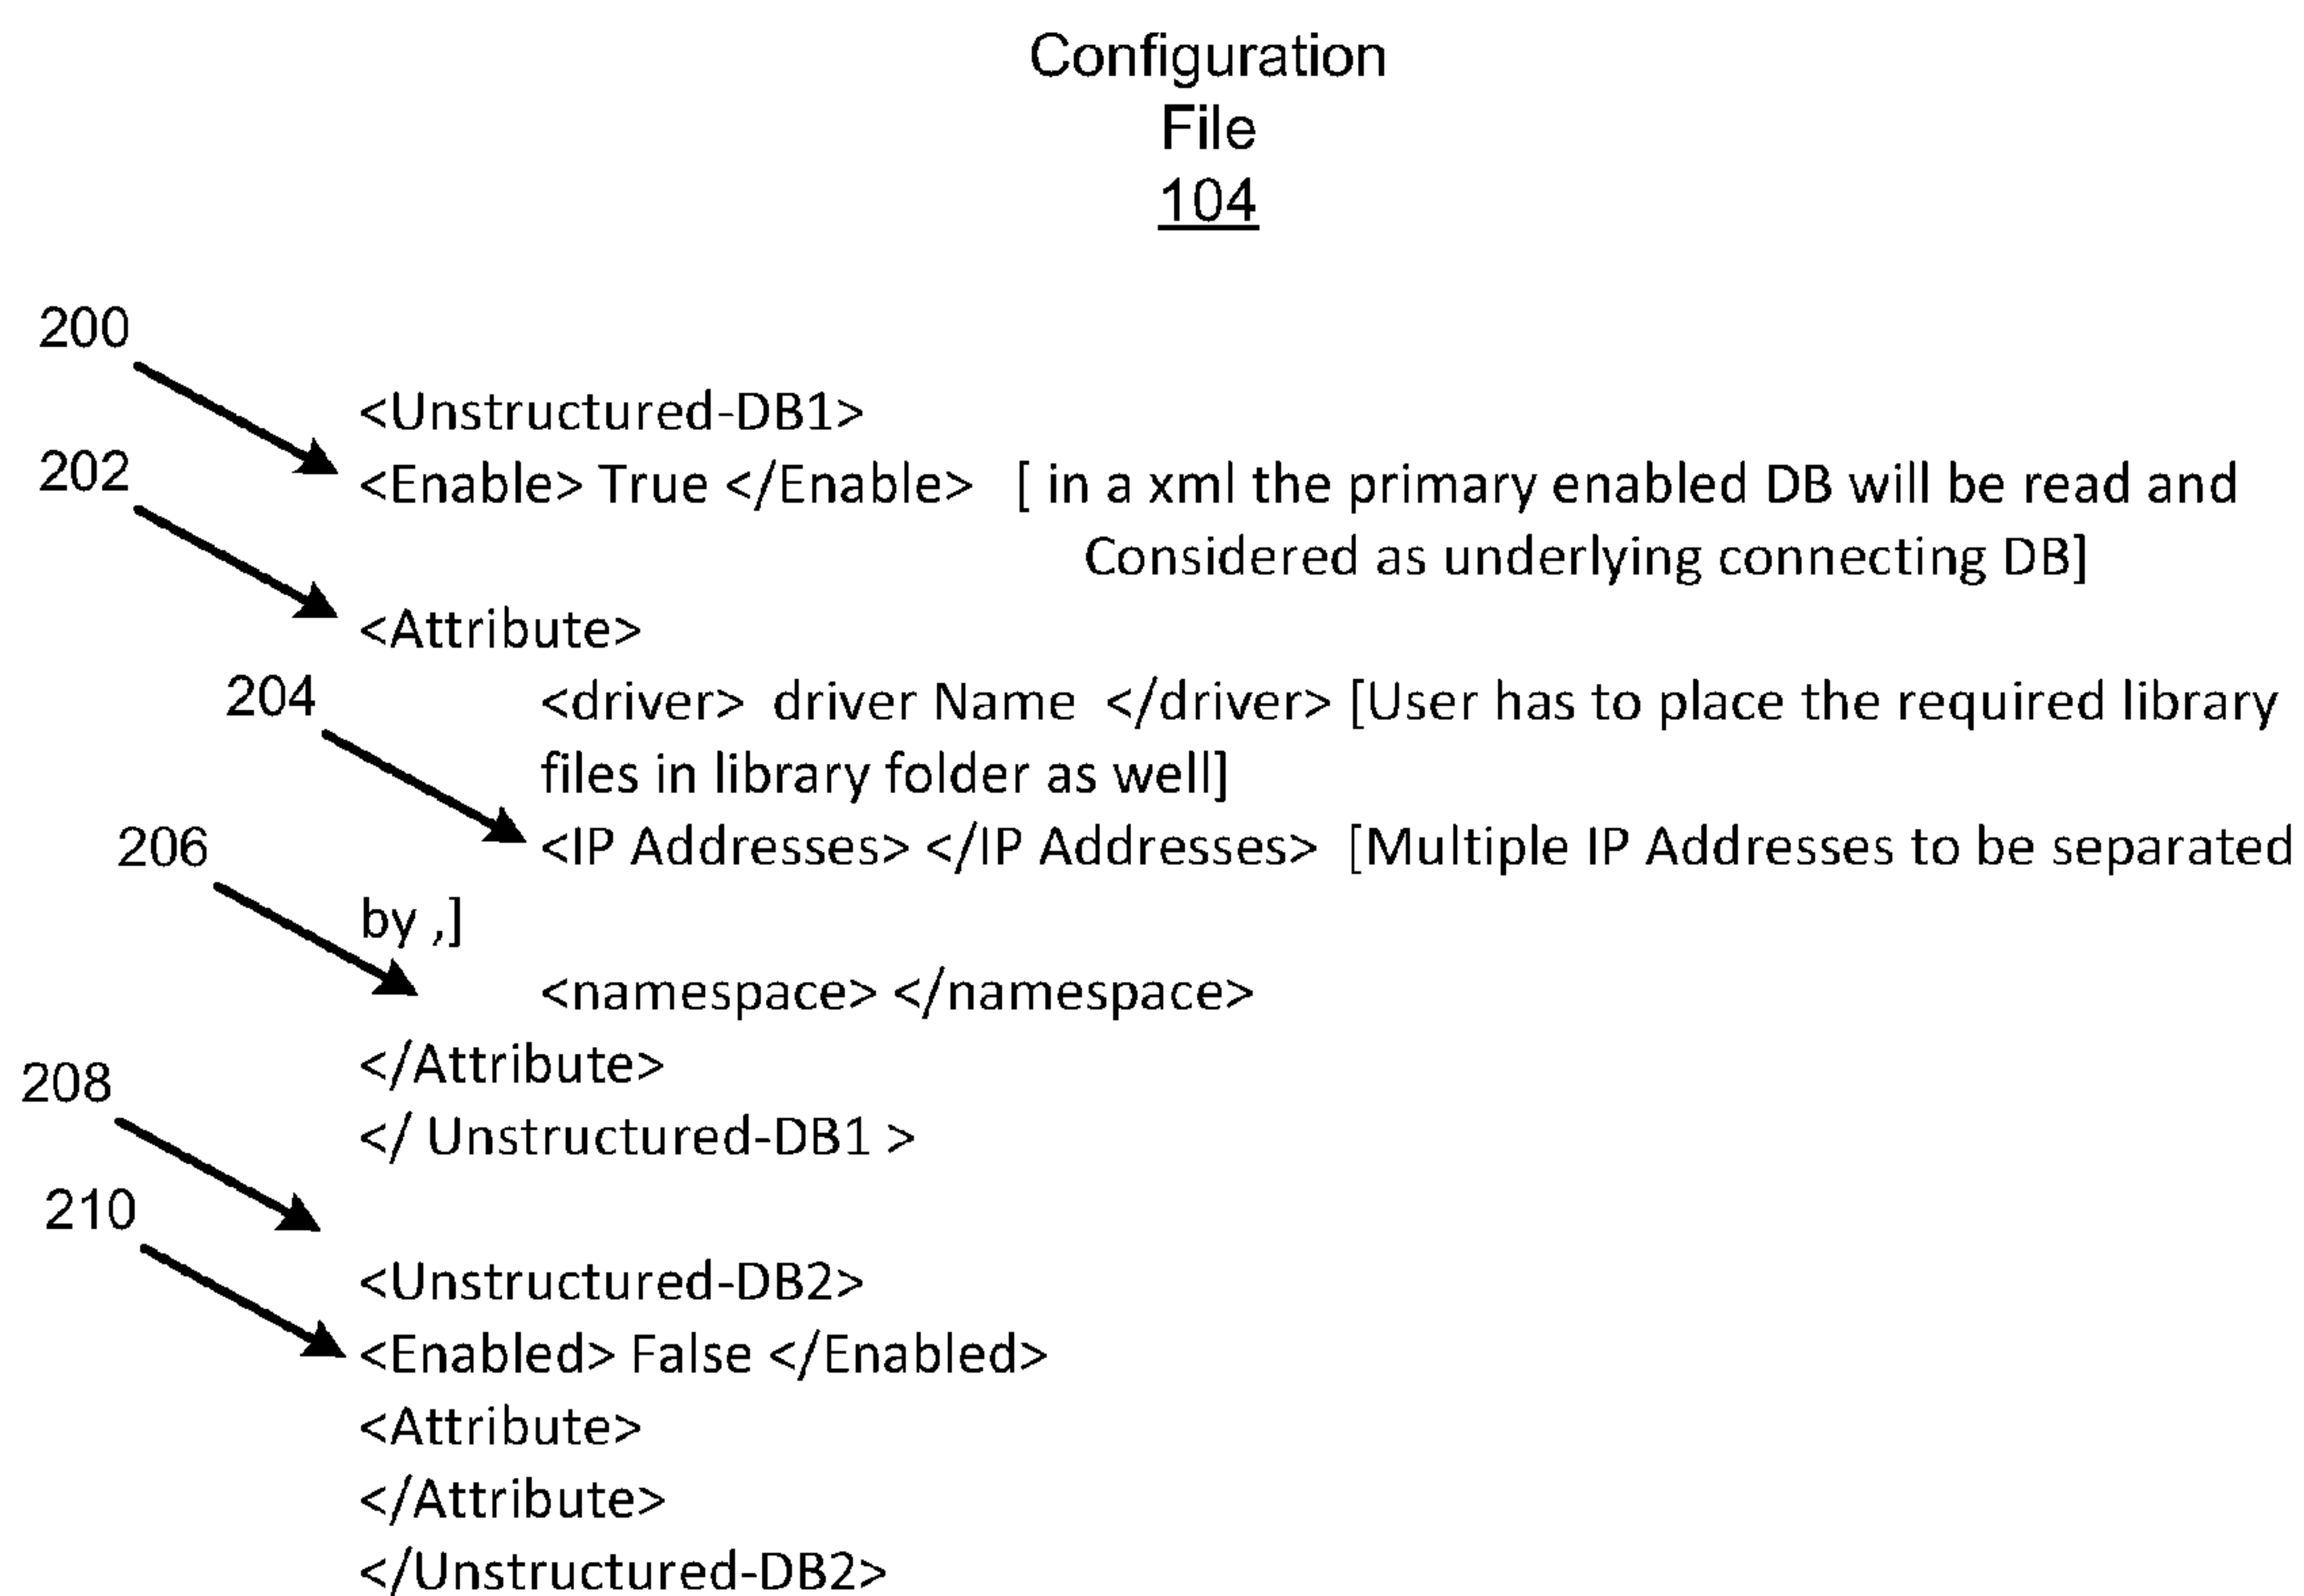 Configuration
File
104
200
<Unstructured-DB1>
202
<Enable> True </Enable> [ in a xml the primary enabled DB will be read and
Considered as underlying connecting DB]
<Attribute>
204
<driver> driver Name </driver> [User has to place the required library
files in library folder as well]
206
<IP Addresses> </IP Addresses> [Multiple IP Addresses to be separated
by ,]
<namespace> </namespace>
</Attribute>
208
</ Unstructured-DB1 >
210
<Unstructured-DB2>
<Enabled> False </Enabled>
<Attribute>
</Attribute>
</Unstructured-DB2>